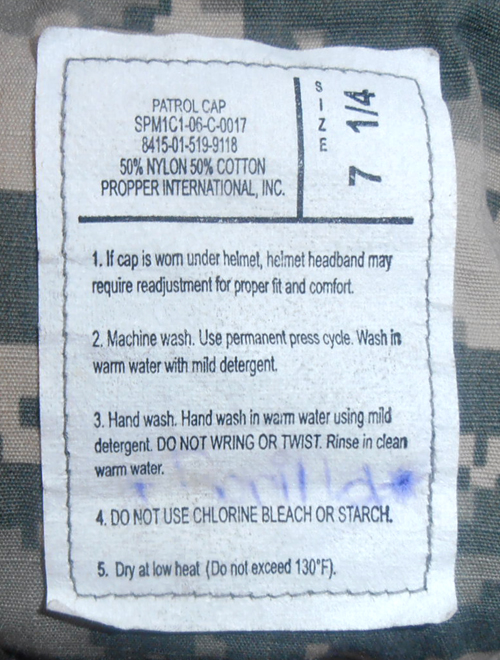 PATROL CAP
SPM1C1-06-C-0017
8415-01-519-9118
50% NYLON 50% COTTON
PROPPER INTERNATIONAL, INC.
SIZE
7 1/4
1. If cap is worn under helmet, helmet headband may
require readjustment for proper fit and comfort.
2. Machine wash. Use permanent press cycle. Wash in
warm water with mild detergent.
3. Hand wash. Hand wash in warm water using mild
detergent. DO NOT WRING OR TWIST. Rinse in clean
warm water.
4. DO NOT USE CHLORINE BLEACH OR STARCH.
5. Dry at low heat (Do not exceed 130°F).